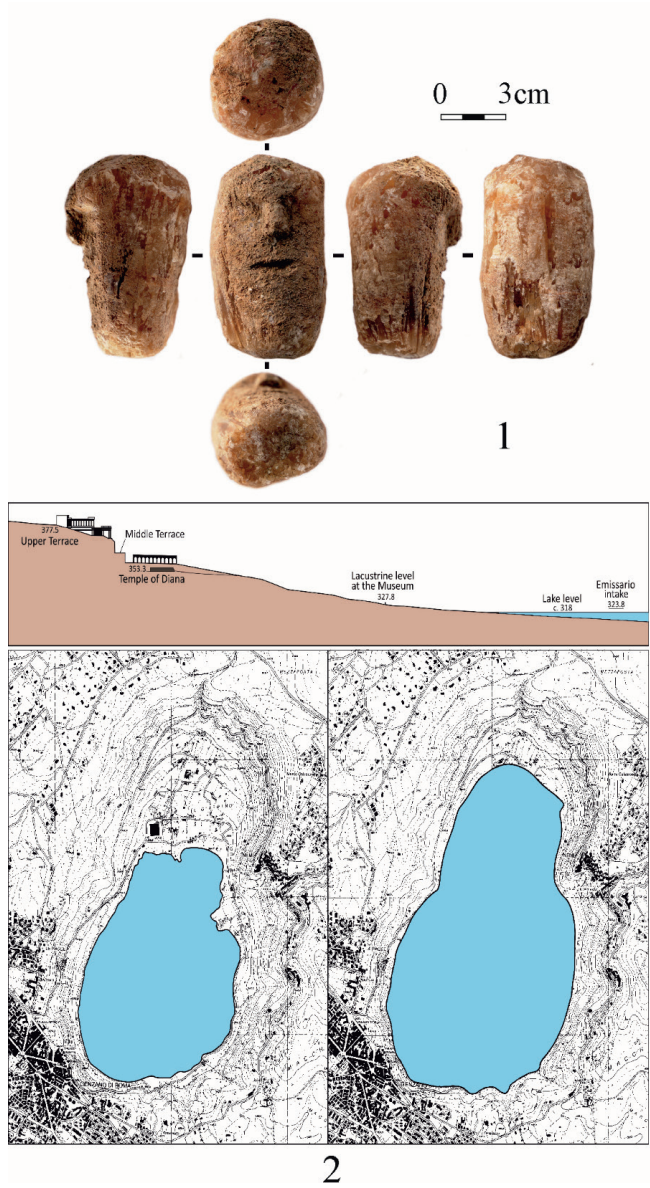 0 3cm
1
377.5
Upper Terrace
Middle Terrace
353.3
Temple of Diana
Lacustrine level
at the Museum
327.8
Lake level
c. 318
Emissario
intake
323.8
2